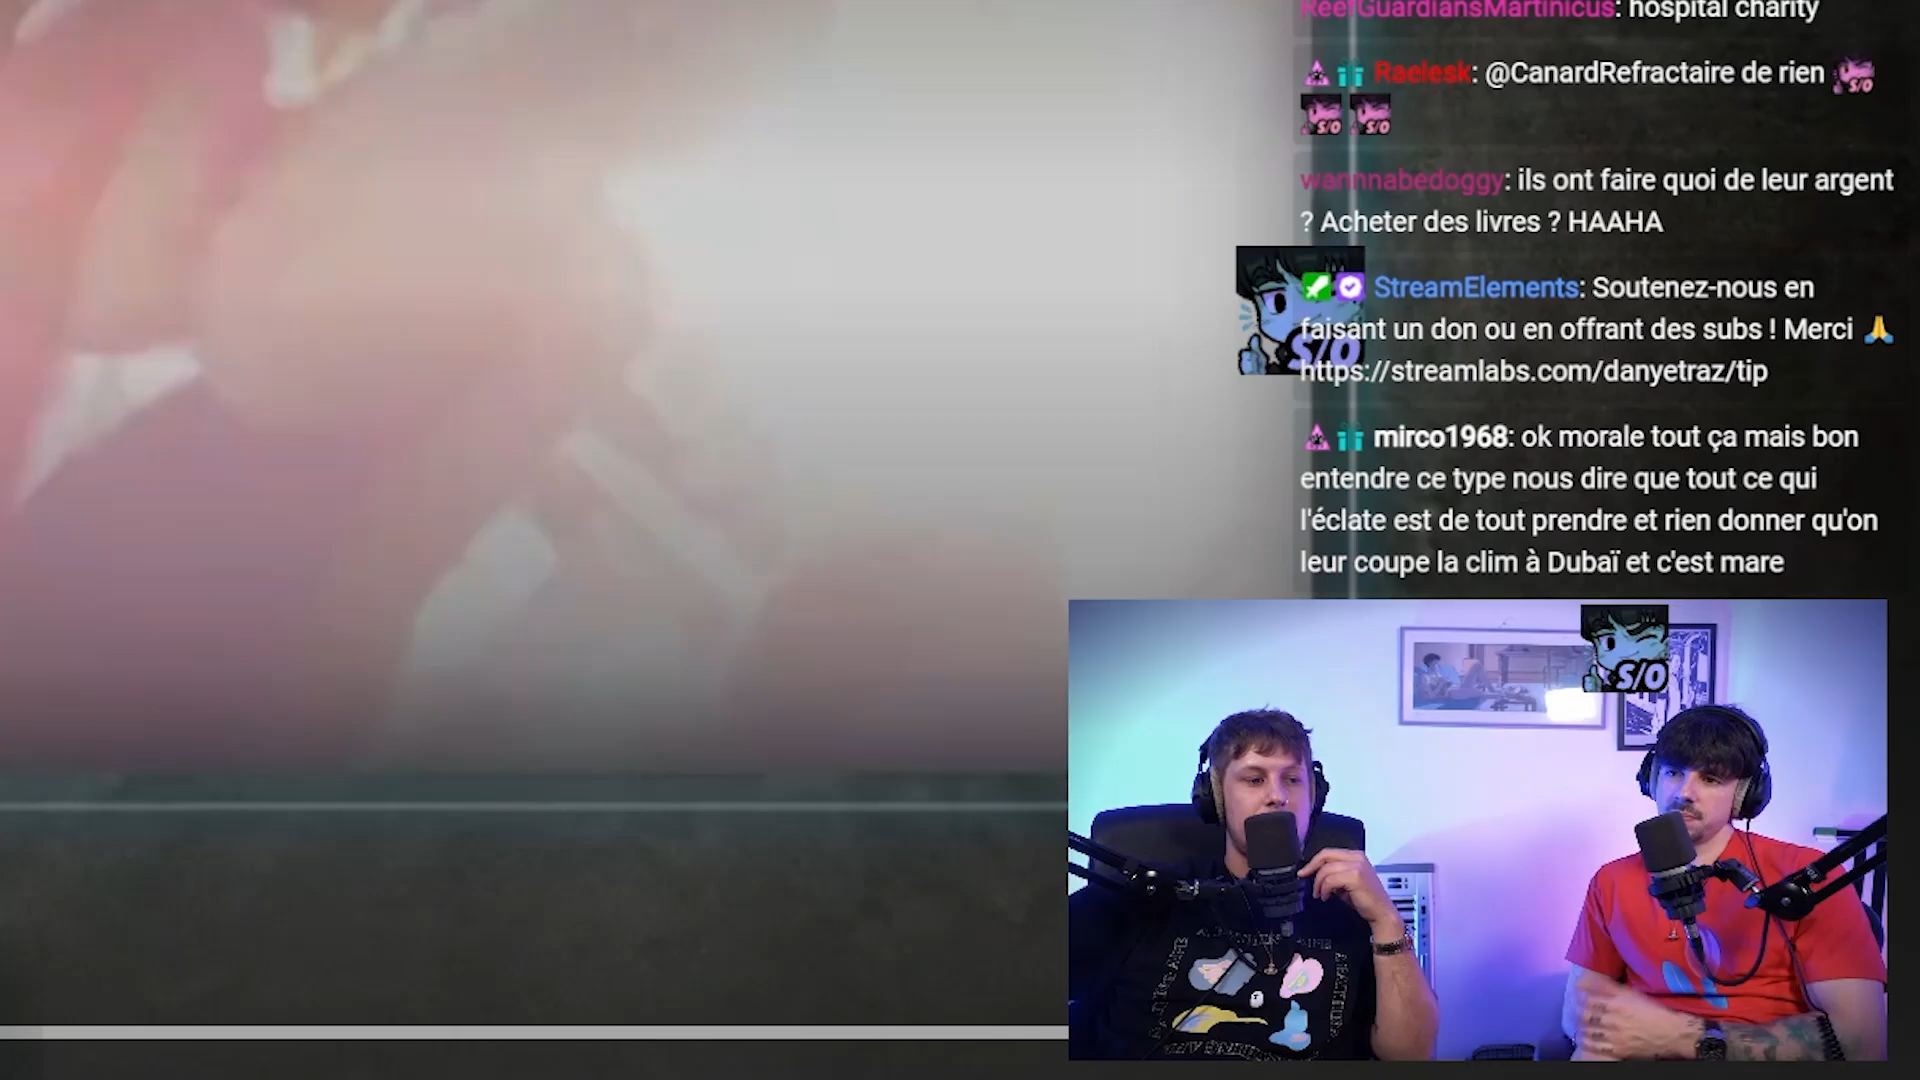 ReefGuardiansMartinicus: hospital charity
Raelesk: @CanardRefractaire de rien
S/O
S/O S/O
wannnabedoggy: ils ont faire quoi de leur argent
? Acheter des livres ? HAAHA
StreamElements: Soutenez-nous en
faisant un don ou en offrant des subs ! Merci 🙏
S/O
https://streamlabs.com/danyetraz/tip
mirco1968: ok morale tout ça mais bon
entendre ce type nous dire que tout ce qui
l'éclate est de tout prendre et rien donner qu'on
leur coupe la clim à Dubaï et c'est mare
S/O